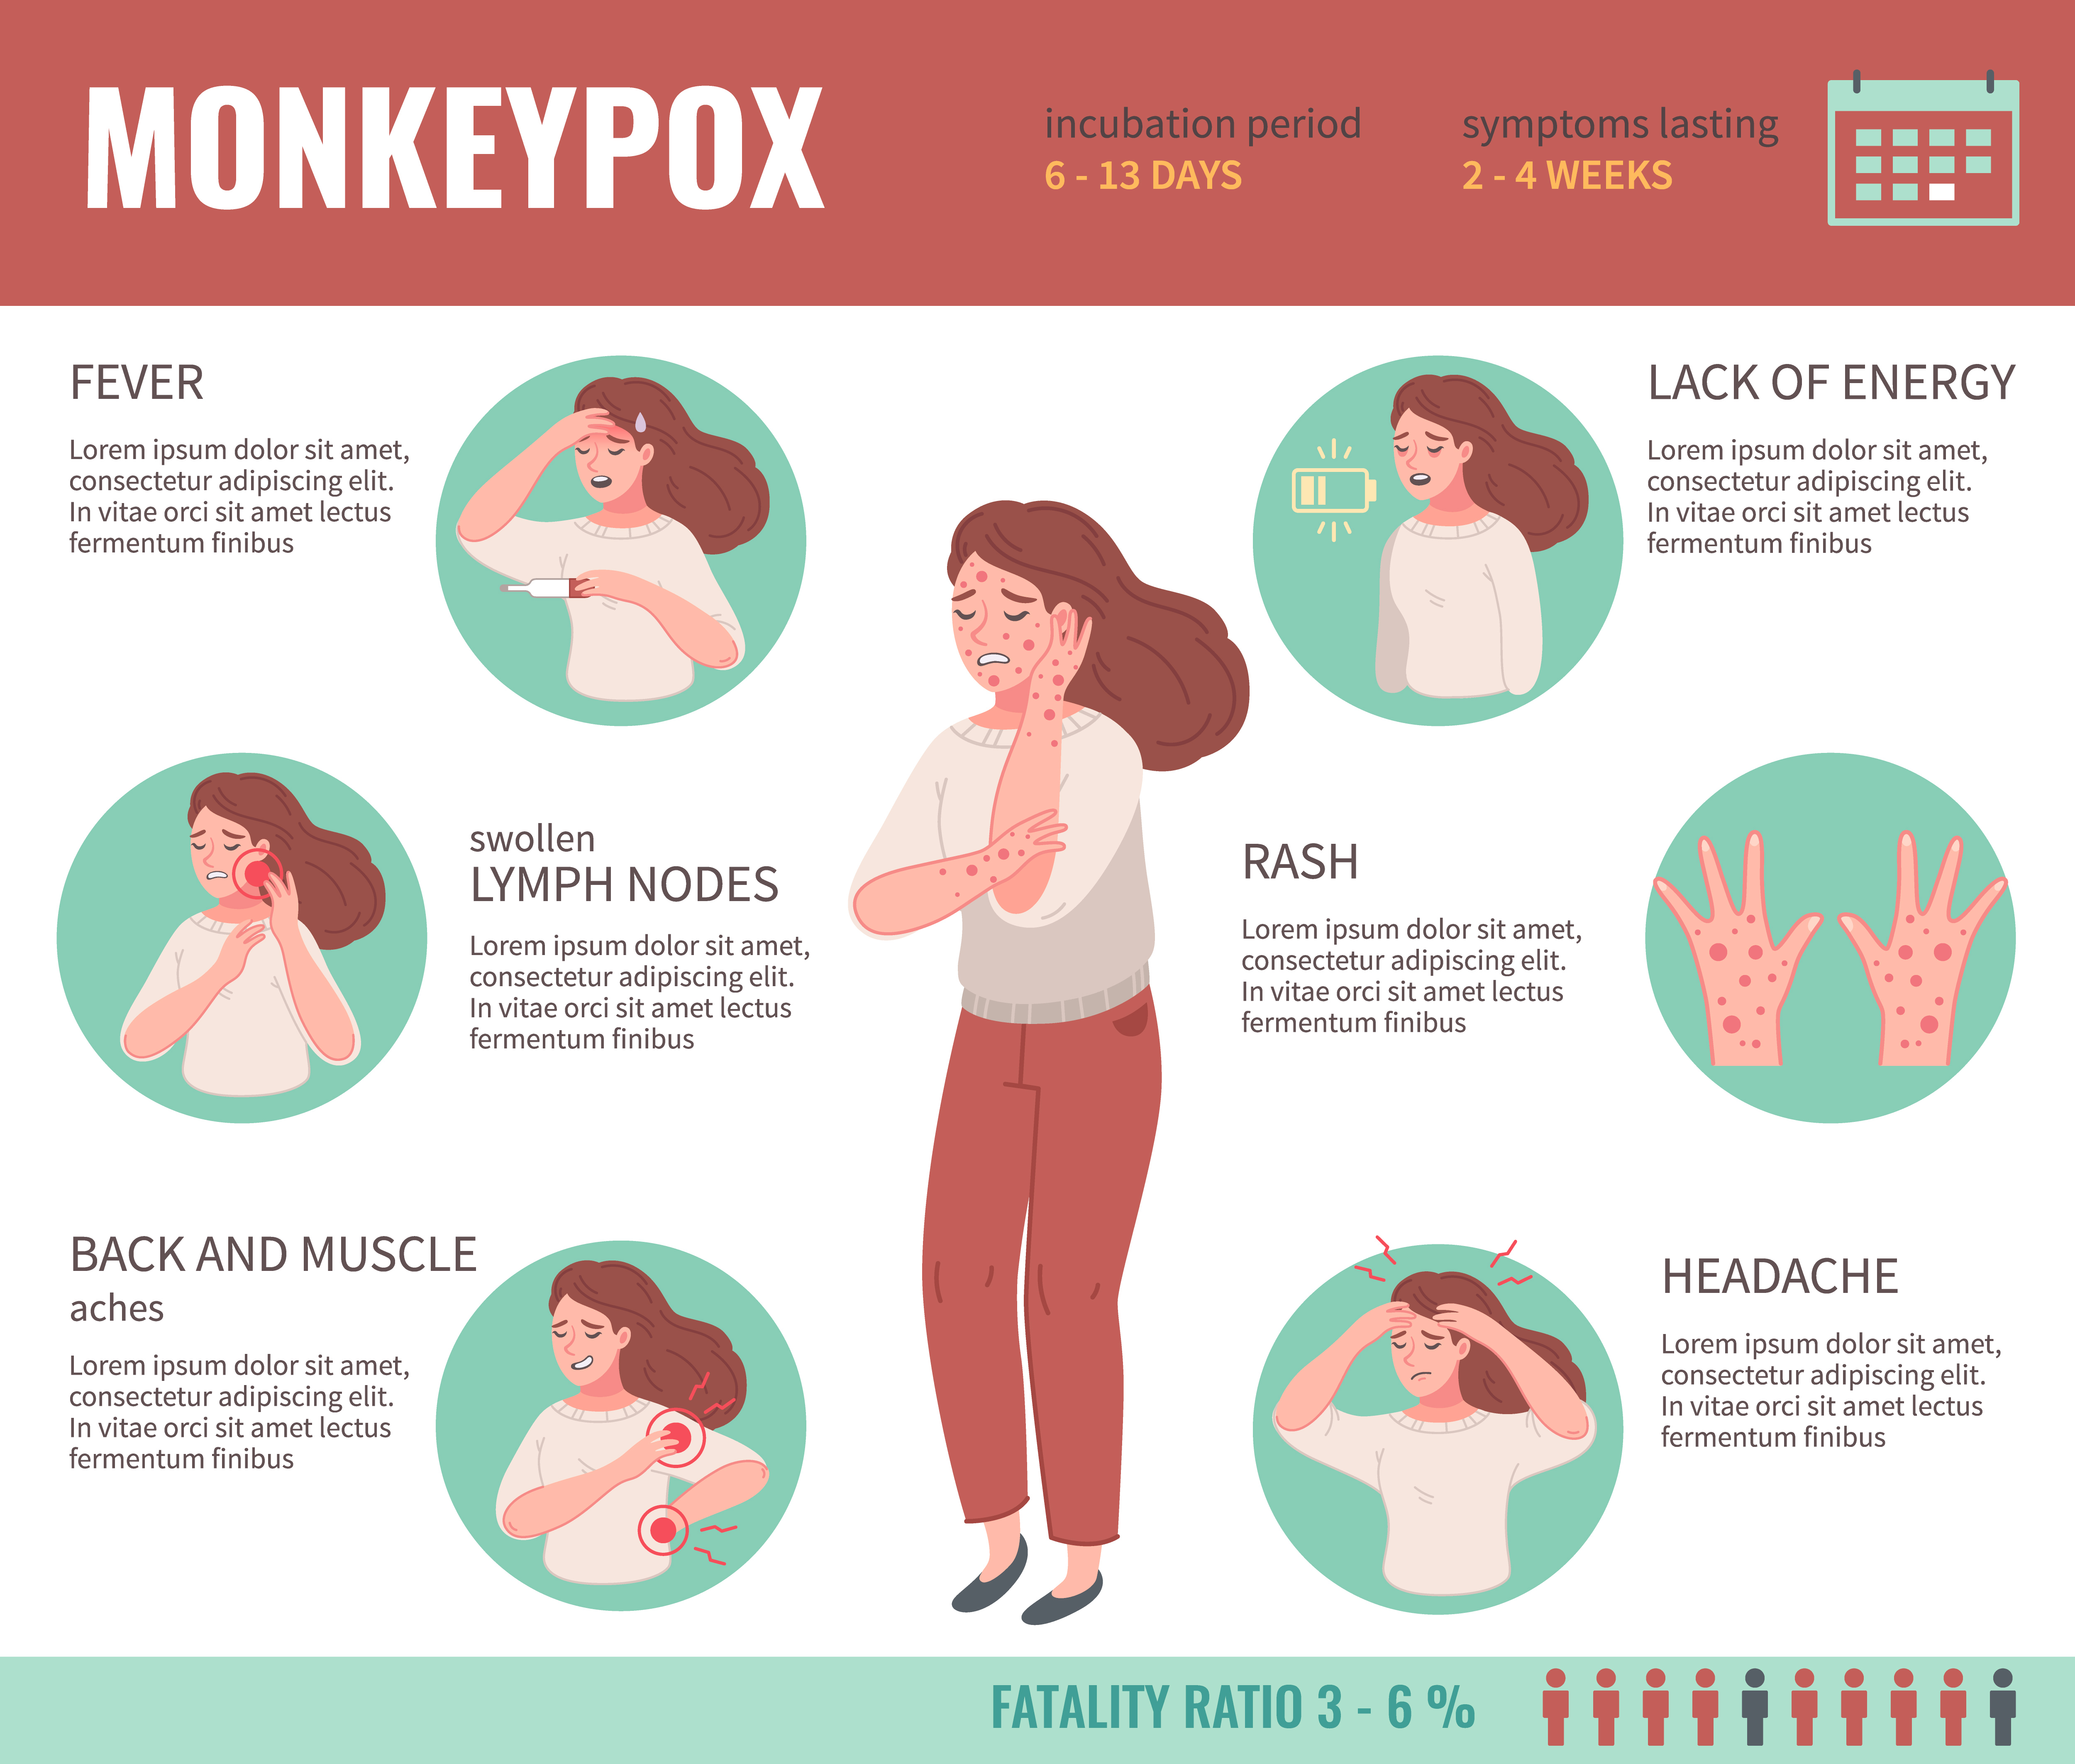 MONKEYPOX
incubation period
6 - 13 DAYS
symptoms lasting
2 - 4 WEEKS
FEVER
Lorem ipsum dolor sit amet,
consectetur adipiscing elit.
In vitae orci sit amet lectus
fermentum finibus
LACK OF ENERGY
Lorem ipsum dolor sit amet,
consectetur adipiscing elit.
In vitae orci sit amet lectus
fermentum finibus
swollen
LYMPH NODES
Lorem ipsum dolor sit amet,
consectetur adipiscing elit.
In vitae orci sit amet lectus
fermentum finibus
RASH
Lorem ipsum dolor sit amet,
consectetur adipiscing elit.
In vitae orci sit amet lectus
fermentum finibus
BACK AND MUSCLE
aches
Lorem ipsum dolor sit amet,
consectetur adipiscing elit.
In vitae orci sit amet lectus
fermentum finibus
HEADACHE
Lorem ipsum dolor sit amet,
consectetur adipiscing elit.
In vitae orci sit amet lectus
fermentum finibus
FATALITY RATIO 3 - 6 %